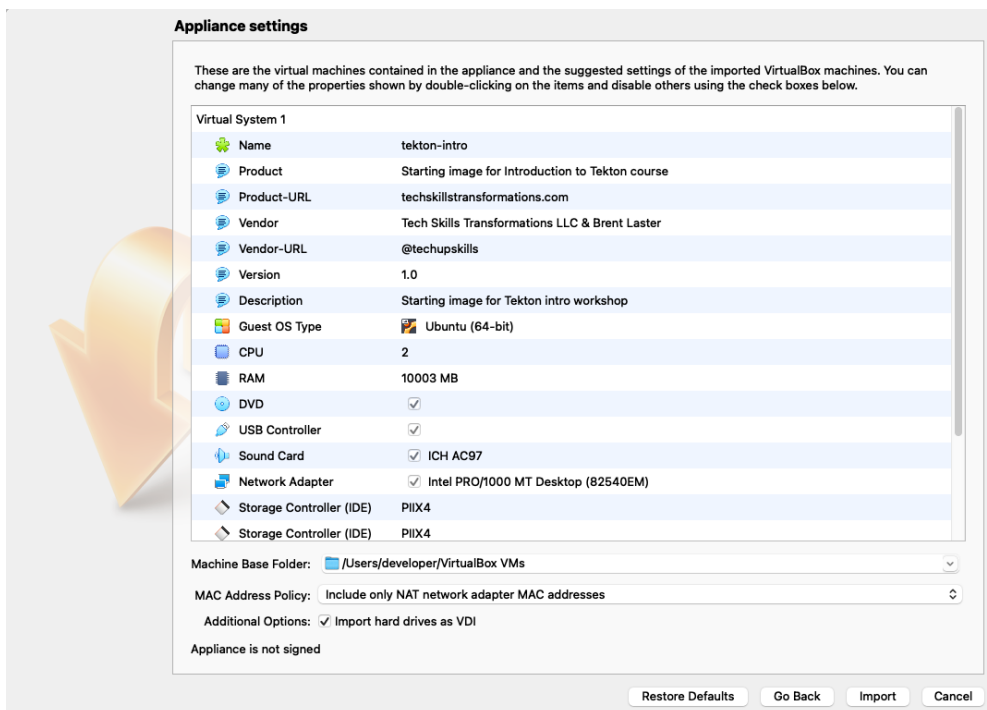 Appliance settings
These are the virtual machines contained in the appliance and the suggested settings of the imported VirtualBox machines. You can
change many of the properties shown by double-clicking on the items and disable others using the check boxes below.
Virtual System 1
Name tekton-intro
Product Starting image for Introduction to Tekton course
Product-URL techskillstransformations.com
Vendor Tech Skills Transformations LLC & Brent Laster
Vendor-URL @techupskills
Version 1.0
Description Starting image for Tekton intro workshop
Guest OS Type Ubuntu (64-bit)
CPU 2
RAM 10003 MB
DVD
USB Controller
Sound Card ICH AC97
Network Adapter Intel PRO/1000 MT Desktop (82540EM)
Storage Controller (IDE) PIIX4
Storage Controller (IDE) PIIX4
Machine Base Folder: /Users/developer/VirtualBox VMs
MAC Address Policy: Include only NAT network adapter MAC addresses
Additional Options: Import hard drives as VDI
Appliance is not signed
Restore Defaults Go Back Import Cancel